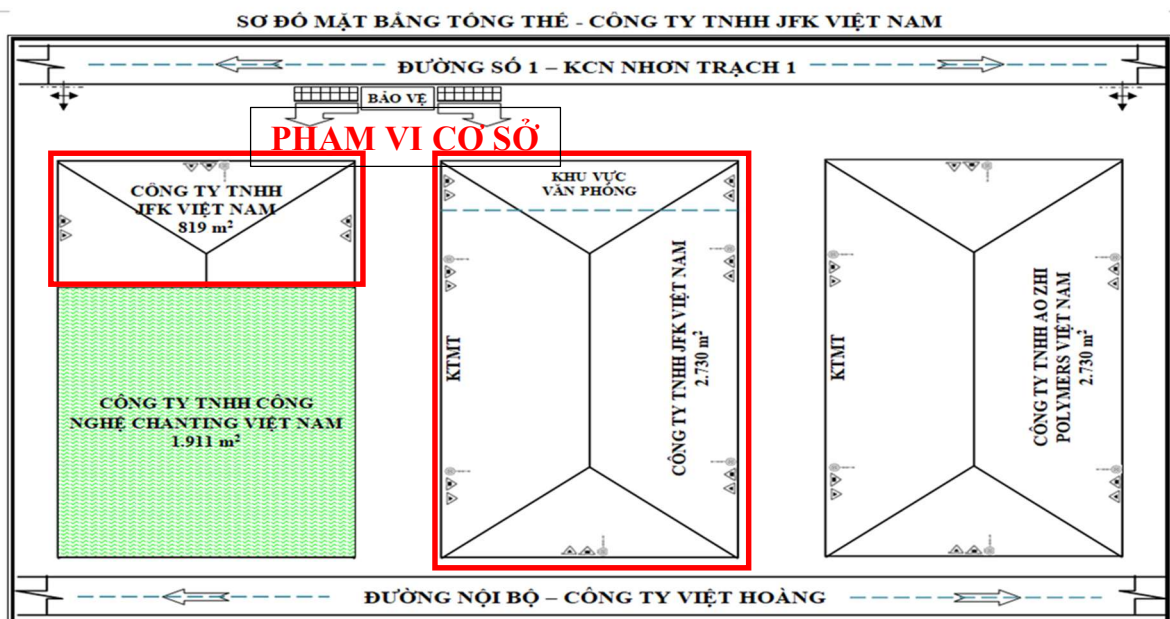 SƠ ĐỒ MẶT BẰNG TỔNG THỂ - CÔNG TY TNHH JFK VIỆT NAM
ĐƯỜNG SỐ 1 – KCN NHƠN TRẠCH 1
BẢO VỆ
PHẠM VI CƠ SỞ
CÔNG TY TNHH
JFK VIỆT NAM
819 m²
CÔNG TY TNHH CÔNG
NGHỆ CHANTING VIỆT NAM
1.911 m²
KHU VỰC
VĂN PHÒNG
KTMT
CÔNG TY TNHH JFK VIỆT NAM
2.730 m²
KTMT
CÔNG TY TNHH AO ZHI
POLYMERS VIỆT NAM
2.730 m²
ĐƯỜNG NỘI BỘ – CÔNG TY VIỆT HOÀNG